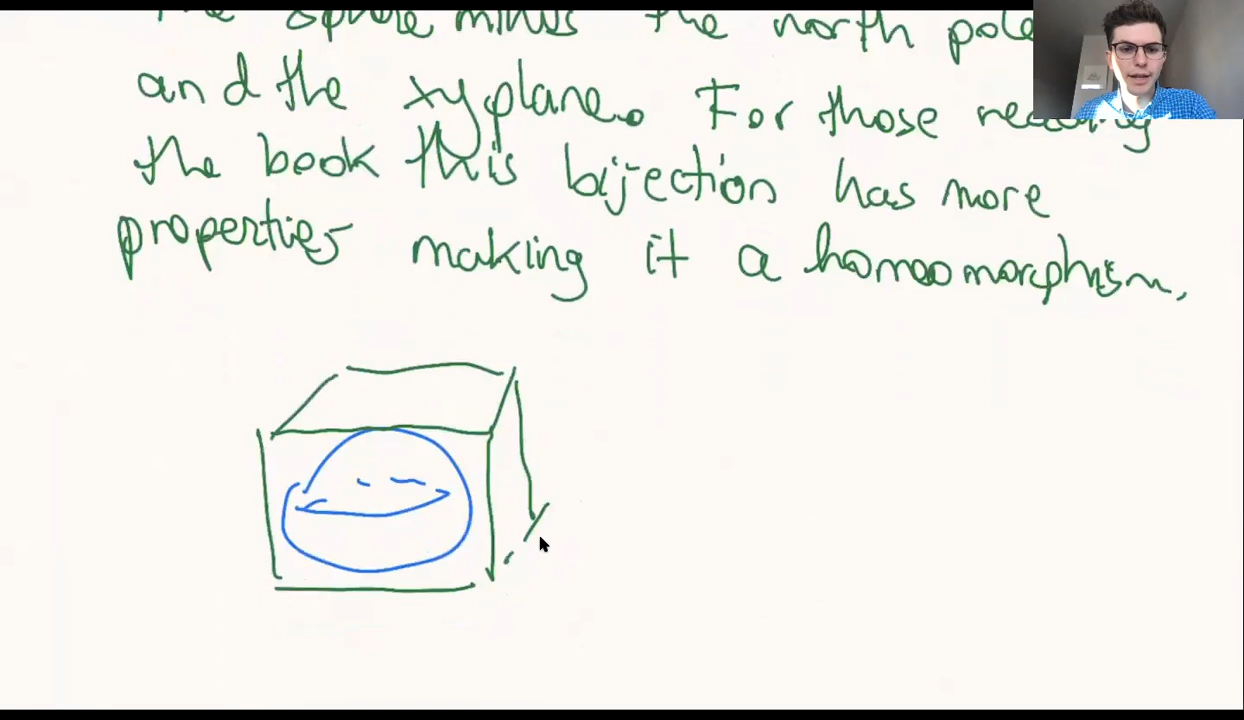 The sphere minus the north pole
and the xy plane. For those reading
the book this bijection has more
properties making it a homeomorphism.